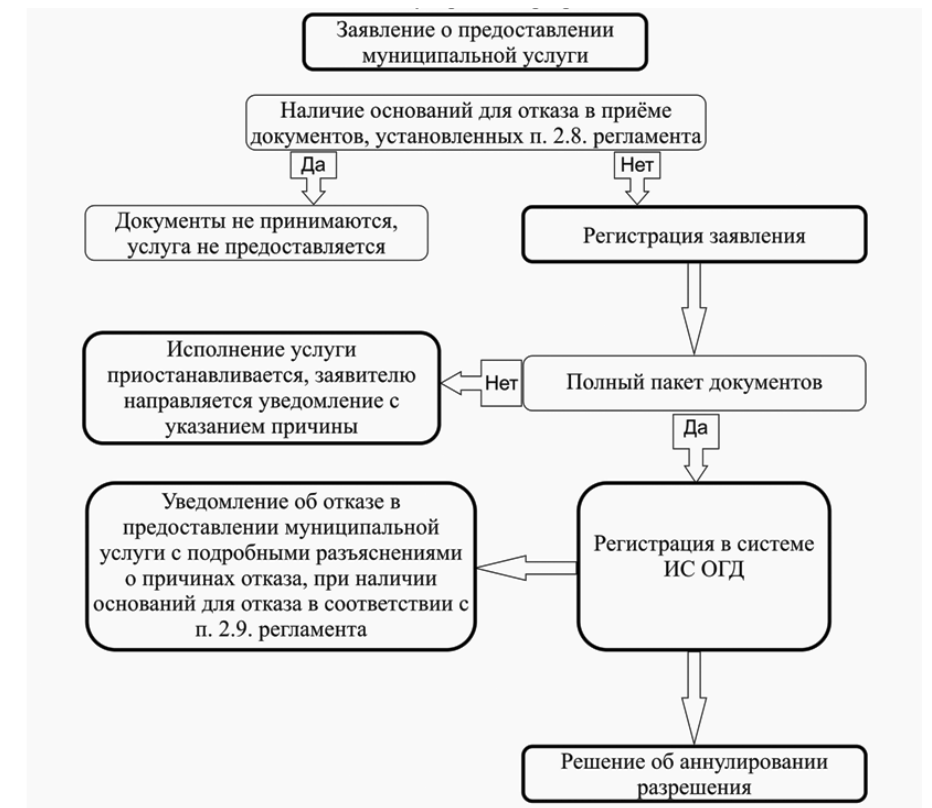 Заявление о предоставлении
муниципальной услуги
Наличие оснований для отказа в приёме
документов, установленных п. 2.8. регламента
Да
Нет
Документы не принимаются,
услуга не предоставляется
Регистрация заявления
Исполнение услуги
приостанавливается, заявителю
направляется уведомление с
указанием причины
Нет
Полный пакет документов
Да
Уведомление об отказе в
предоставлении муниципальной
услуги с подробными разъяснениями
о причинах отказа, при наличии
оснований для отказа в соответствии с
п. 2.9. регламента
Регистрация в системе
ИС ОГД
Решение об аннулировании
разрешения